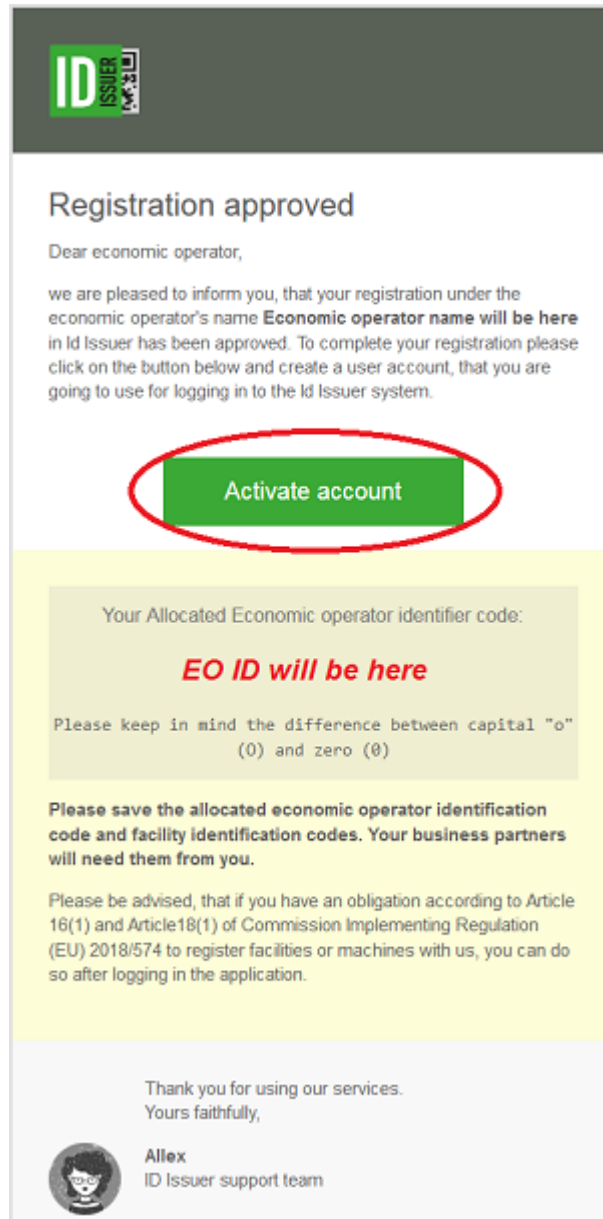 ID
ISSUER
Registration approved
Dear economic operator,
we are pleased to inform you, that your registration under the
economic operator's name Economic operator name will be here
in Id Issuer has been approved. To complete your registration please
click on the button below and create a user account, that you are
going to use for logging in to the Id Issuer system.
Activate account
Your Allocated Economic operator identifier code:
EO ID will be here
Please keep in mind the difference between capital "o"
(O) and zero (0)
Please save the allocated economic operator identification
code and facility identification codes. Your business partners
will need them from you.
Please be advised, that if you have an obligation according to Article
16(1) and Article18(1) of Commission Implementing Regulation
(EU) 2018/574 to register facilities or machines with us, you can do
so after logging in the application.
Thank you for using our services.
Yours faithfully,
Allex
ID Issuer support team